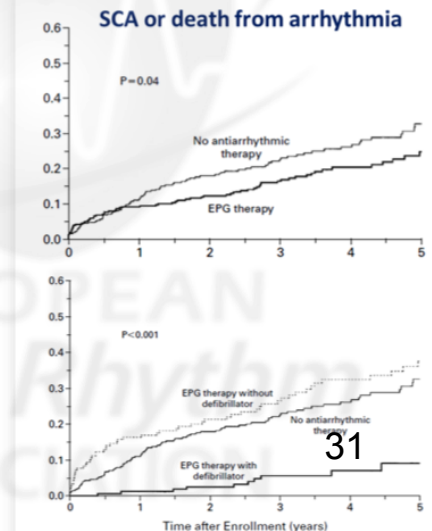 SCA or death from arrhythmia
0.6
0.5
P=0.04
0.4
0.3
No antiarrhythmic
therapy
0.2
0.1
EPG therapy
0.0
0 1 2 3 4 5
OPEAN
Rhythm
0.6
0.5
P<0.001
0.4
EPG therapy without
defibrillator
0.3
No antiarrhythmic
therapy
0.2
31
EPG therapy with
defibrillator
0.1
0.0
0 1 2 3 4 5
Time after Enrollment (years)